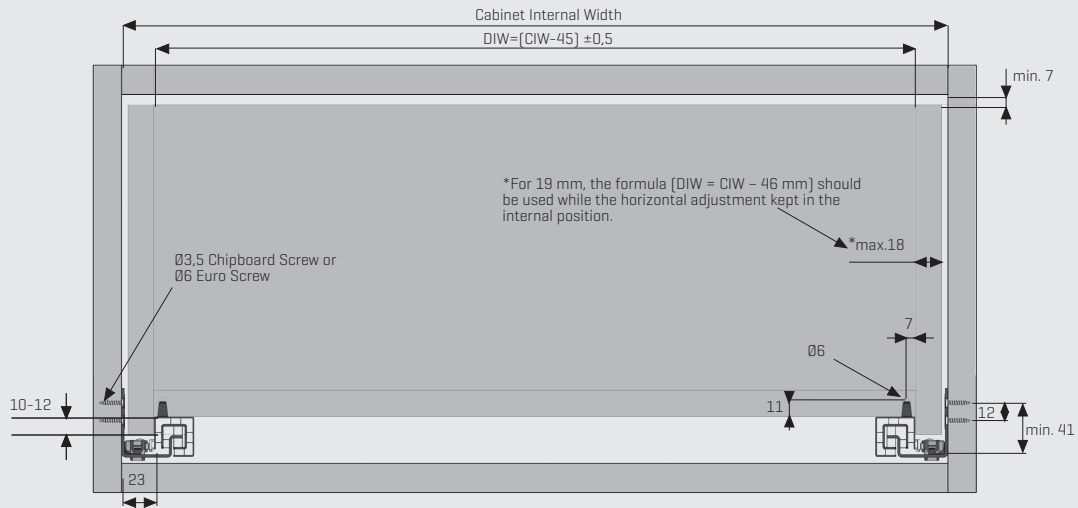 Cabinet Internal Width
DIW=(CIW-45) ±0,5
min. 7
*For 19 mm, the formula (DIW = CIW – 46 mm) should
be used while the horizontal adjustment kept in the
internal position.
*max.18
Ø3,5 Chipboard Screw or
Ø6 Euro Screw
7
Ø6
10-12
11
12
min. 41
23